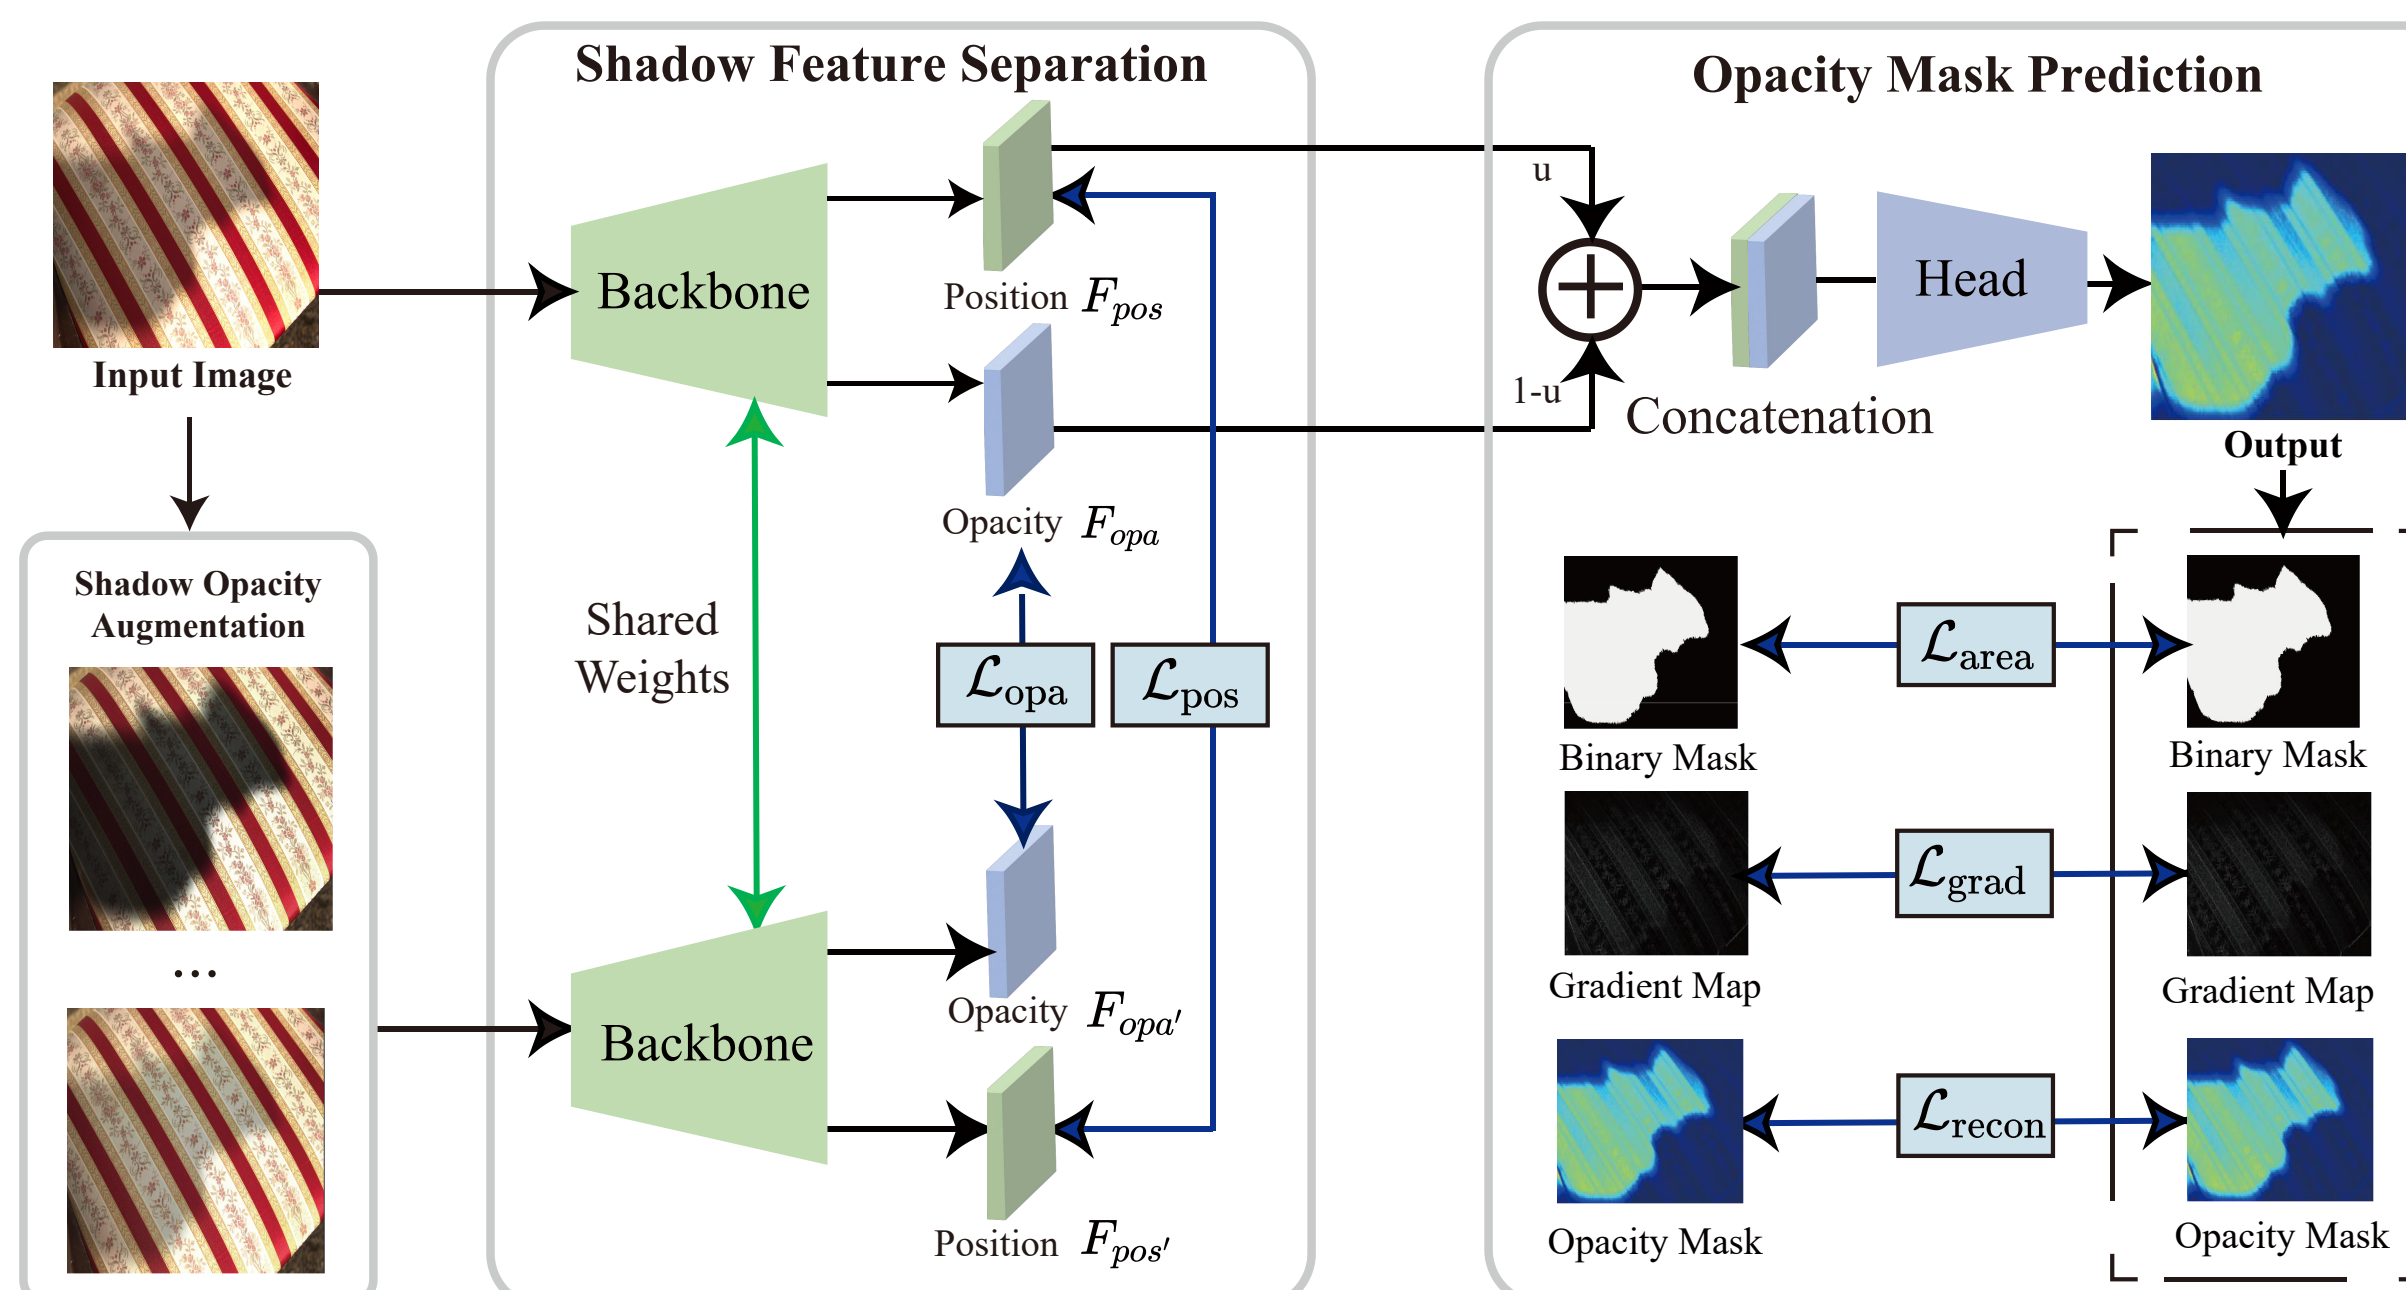 Shadow Feature Separation
Opacity Mask Prediction
Input Image
Backbone
Position F_pos
Opacity F_opa
u
1-u
Concatenation
Head
Output
Shadow Opacity
Augmentation
...
Shared
Weights
ℒ_opa
ℒ_pos
Backbone
Opacity F_opa'
Position F_pos'
ℒ_area
Binary Mask
Binary Mask
ℒ_grad
Gradient Map
Gradient Map
ℒ_recon
Opacity Mask
Opacity Mask